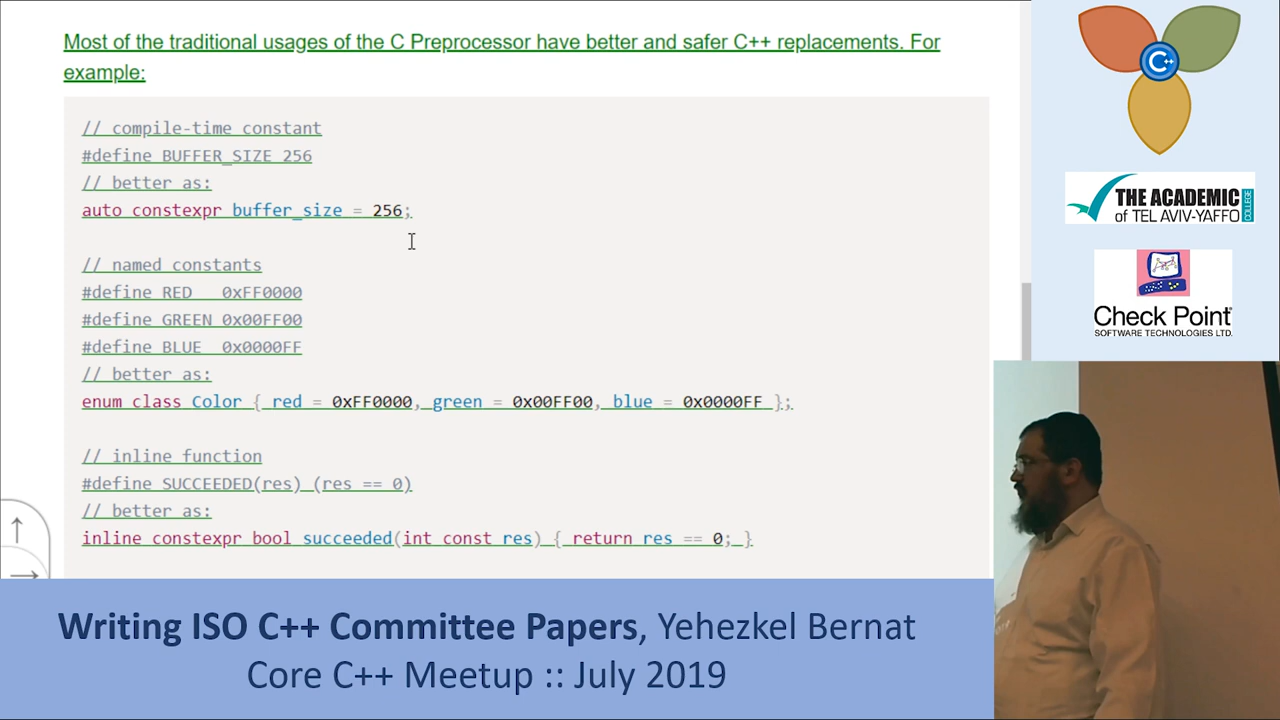 Most of the traditional usages of the C Preprocessor have better and safer C++ replacements. For
example:
// compile-time constant
#define BUFFER_SIZE 256
// better as:
auto constexpr buffer_size = 256;
// named constants
#define RED   0xFF0000
#define GREEN 0x00FF00
#define BLUE  0x0000FF
// better as:
enum class Color { red = 0xFF0000, green = 0x00FF00, blue = 0x0000FF };
// inline function
#define SUCCEEDED(res) (res == 0)
// better as:
inline constexpr bool succeeded(int const res) { return res == 0; }
C++
THE ACADEMIC
of TEL AVIV-YAFFO
COLLEGE
Check Point
SOFTWARE TECHNOLOGIES LTD.
Writing ISO C++ Committee Papers, Yehezkel Bernat
Core C++ Meetup :: July 2019